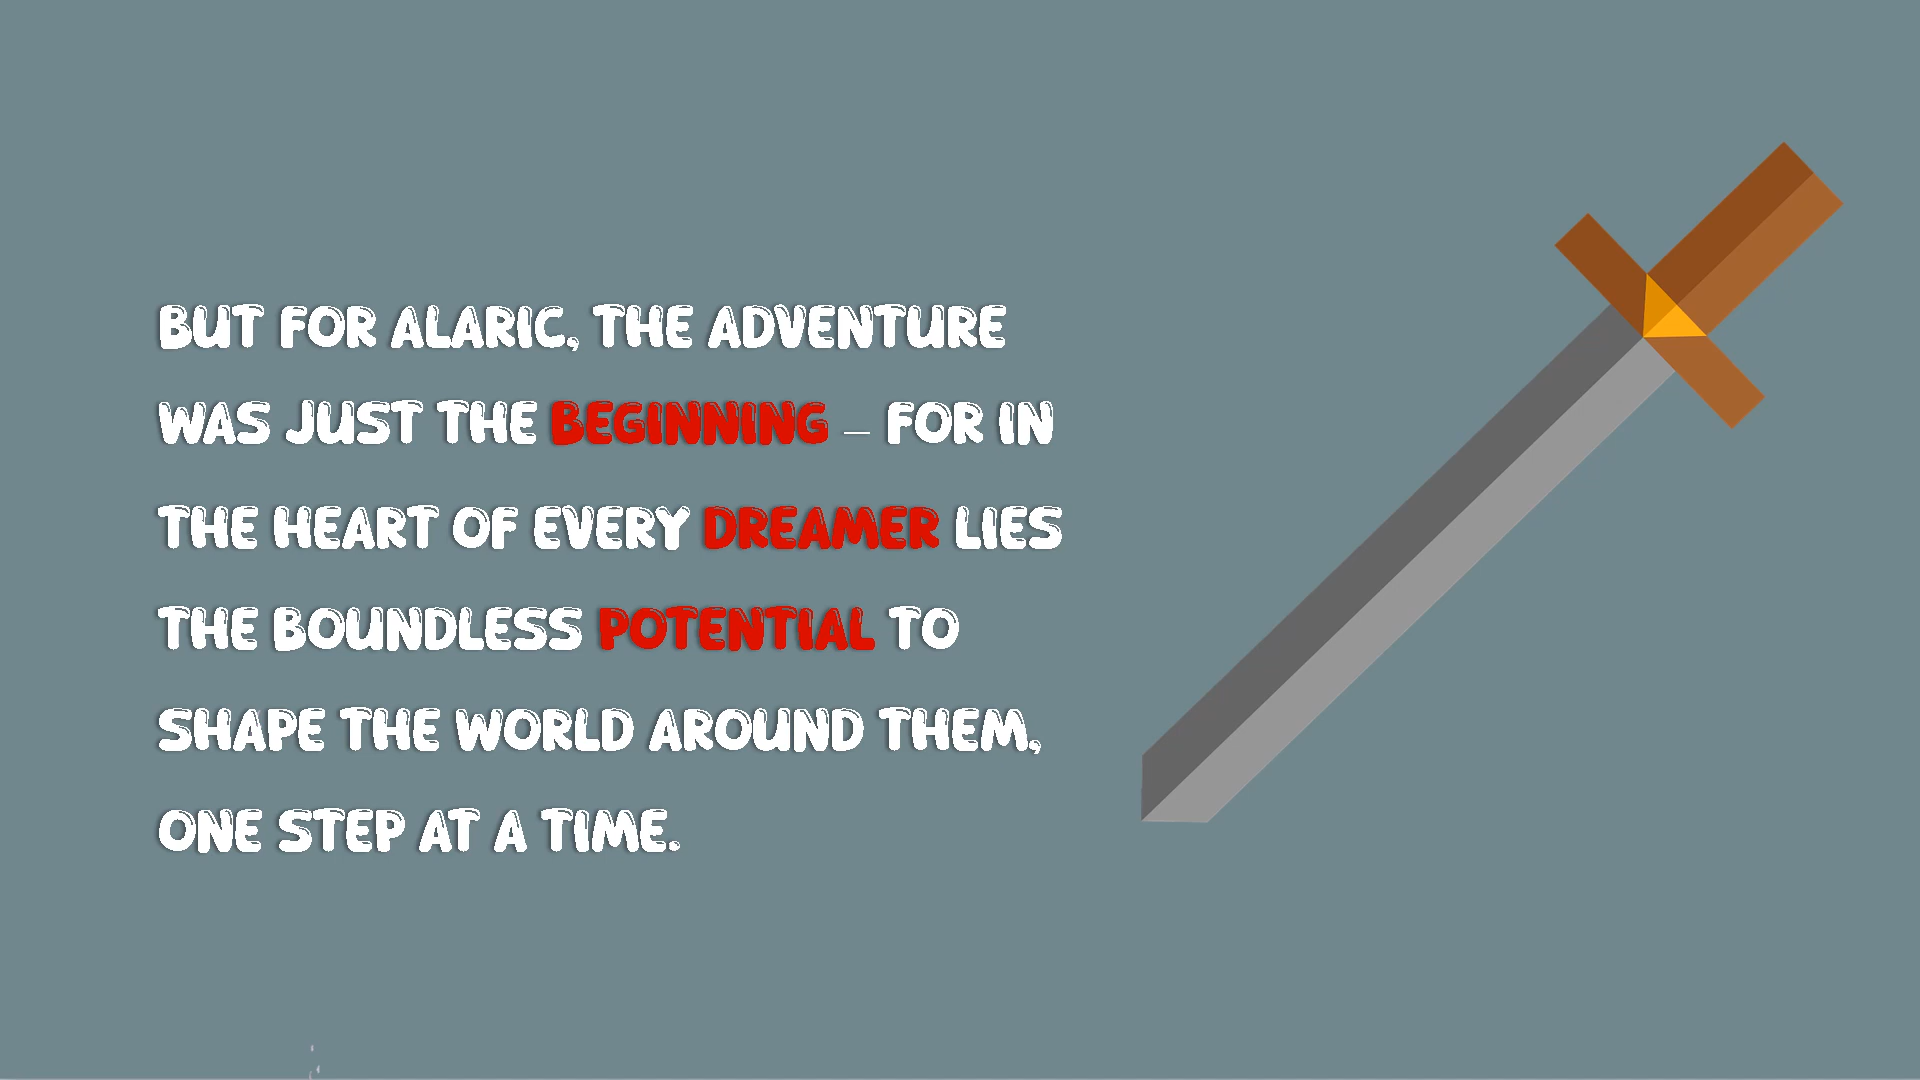 BUT FOR ALARIC, THE ADVENTURE
WAS JUST THE BEGINNING – FOR IN
THE HEART OF EVERY DREAMER LIES
THE BOUNDLESS POTENTIAL TO
SHAPE THE WORLD AROUND THEM,
ONE STEP AT A TIME.